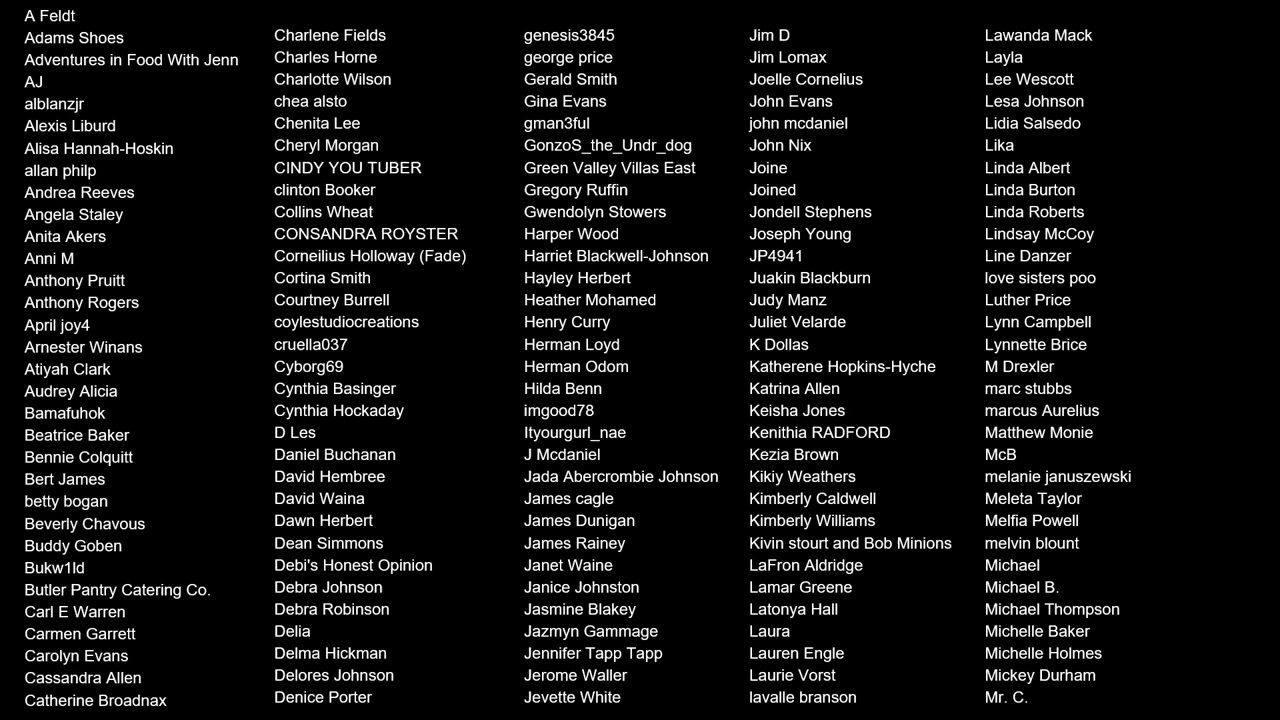 A Feldt
Adams Shoes
Adventures in Food With Jenn
AJ
alblanzjr
Alexis Liburd
Alisa Hannah-Hoskin
allan philp
Andrea Reeves
Angela Staley
Anita Akers
Anni M
Anthony Pruitt
Anthony Rogers
April joy4
Arnester Winans
Atiyah Clark
Audrey Alicia
Bamafuhok
Beatrice Baker
Bennie Colquitt
Bert James
betty bogan
Beverly Chavous
Buddy Goben
Bukw1ld
Butler Pantry Catering Co.
Carl E Warren
Carmen Garrett
Carolyn Evans
Cassandra Allen
Catherine Broadnax
Charlene Fields
Charles Horne
Charlotte Wilson
chea alsto
Chenita Lee
Cheryl Morgan
CINDY YOU TUBER
clinton Booker
Collins Wheat
CONSANDRA ROYSTER
Corneilius Holloway (Fade)
Cortina Smith
Courtney Burrell
coylestudiocreations
cruella037
Cyborg69
Cynthia Basinger
Cynthia Hockaday
D Les
Daniel Buchanan
David Hembree
David Waina
Dawn Herbert
Dean Simmons
Debi's Honest Opinion
Debra Johnson
Debra Robinson
Delia
Delma Hickman
Delores Johnson
Denice Porter
genesis3845
george price
Gerald Smith
Gina Evans
gman3ful
GonzoS_the_Undr_dog
Green Valley Villas East
Gregory Ruffin
Gwendolyn Stowers
Harper Wood
Harriet Blackwell-Johnson
Hayley Herbert
Heather Mohamed
Henry Curry
Herman Loyd
Herman Odom
Hilda Benn
imgood78
Ityourgurl_nae
J Mcdaniel
Jada Abercrombie Johnson
James cagle
James Dunigan
James Rainey
Janet Waine
Janice Johnston
Jasmine Blakey
Jazmyn Gammage
Jennifer Tapp Tapp
Jerome Waller
Jevette White
Jim D
Jim Lomax
Joelle Cornelius
John Evans
john mcdaniel
John Nix
Joine
Joined
Jondell Stephens
Joseph Young
JP4941
Juakin Blackburn
Judy Manz
Juliet Velarde
K Dollas
Katherene Hopkins-Hyche
Katrina Allen
Keisha Jones
Kenithia RADFORD
Kezia Brown
Kikiy Weathers
Kimberly Caldwell
Kimberly Williams
Kivin stourt and Bob Minions
LaFron Aldridge
Lamar Greene
Latonya Hall
Laura
Lauren Engle
Laurie Vorst
lavalle branson
Lawanda Mack
Layla
Lee Wescott
Lesa Johnson
Lidia Salsedo
Lika
Linda Albert
Linda Burton
Linda Roberts
Lindsay McCoy
Line Danzer
love sisters poo
Luther Price
Lynn Campbell
Lynnette Brice
M Drexler
marc stubbs
marcus Aurelius
Matthew Monie
McB
melanie januszewski
Meleta Taylor
Melfia Powell
melvin blount
Michael
Michael B.
Michael Thompson
Michelle Baker
Michelle Holmes
Mickey Durham
Mr. C.